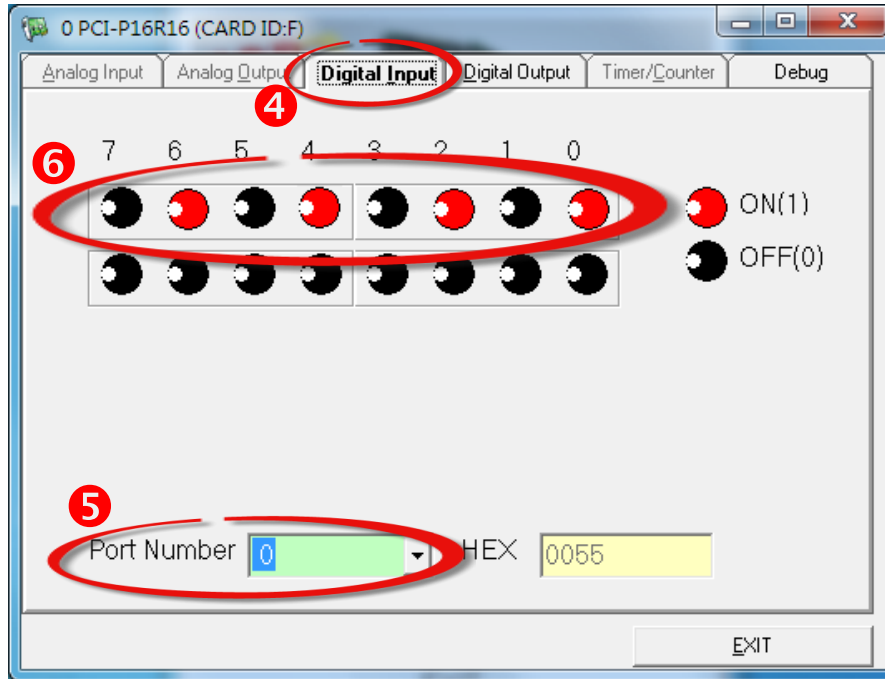 0 PCI-P16R16 (CARD ID:F)
Analog Input Analog Output Digital Input Digital Output Timer/Counter Debug
4
6
7 6 5 4 3 2 1 0
ON(1)
OFF(0)
5
Port Number 0 HEX 0055
EXIT